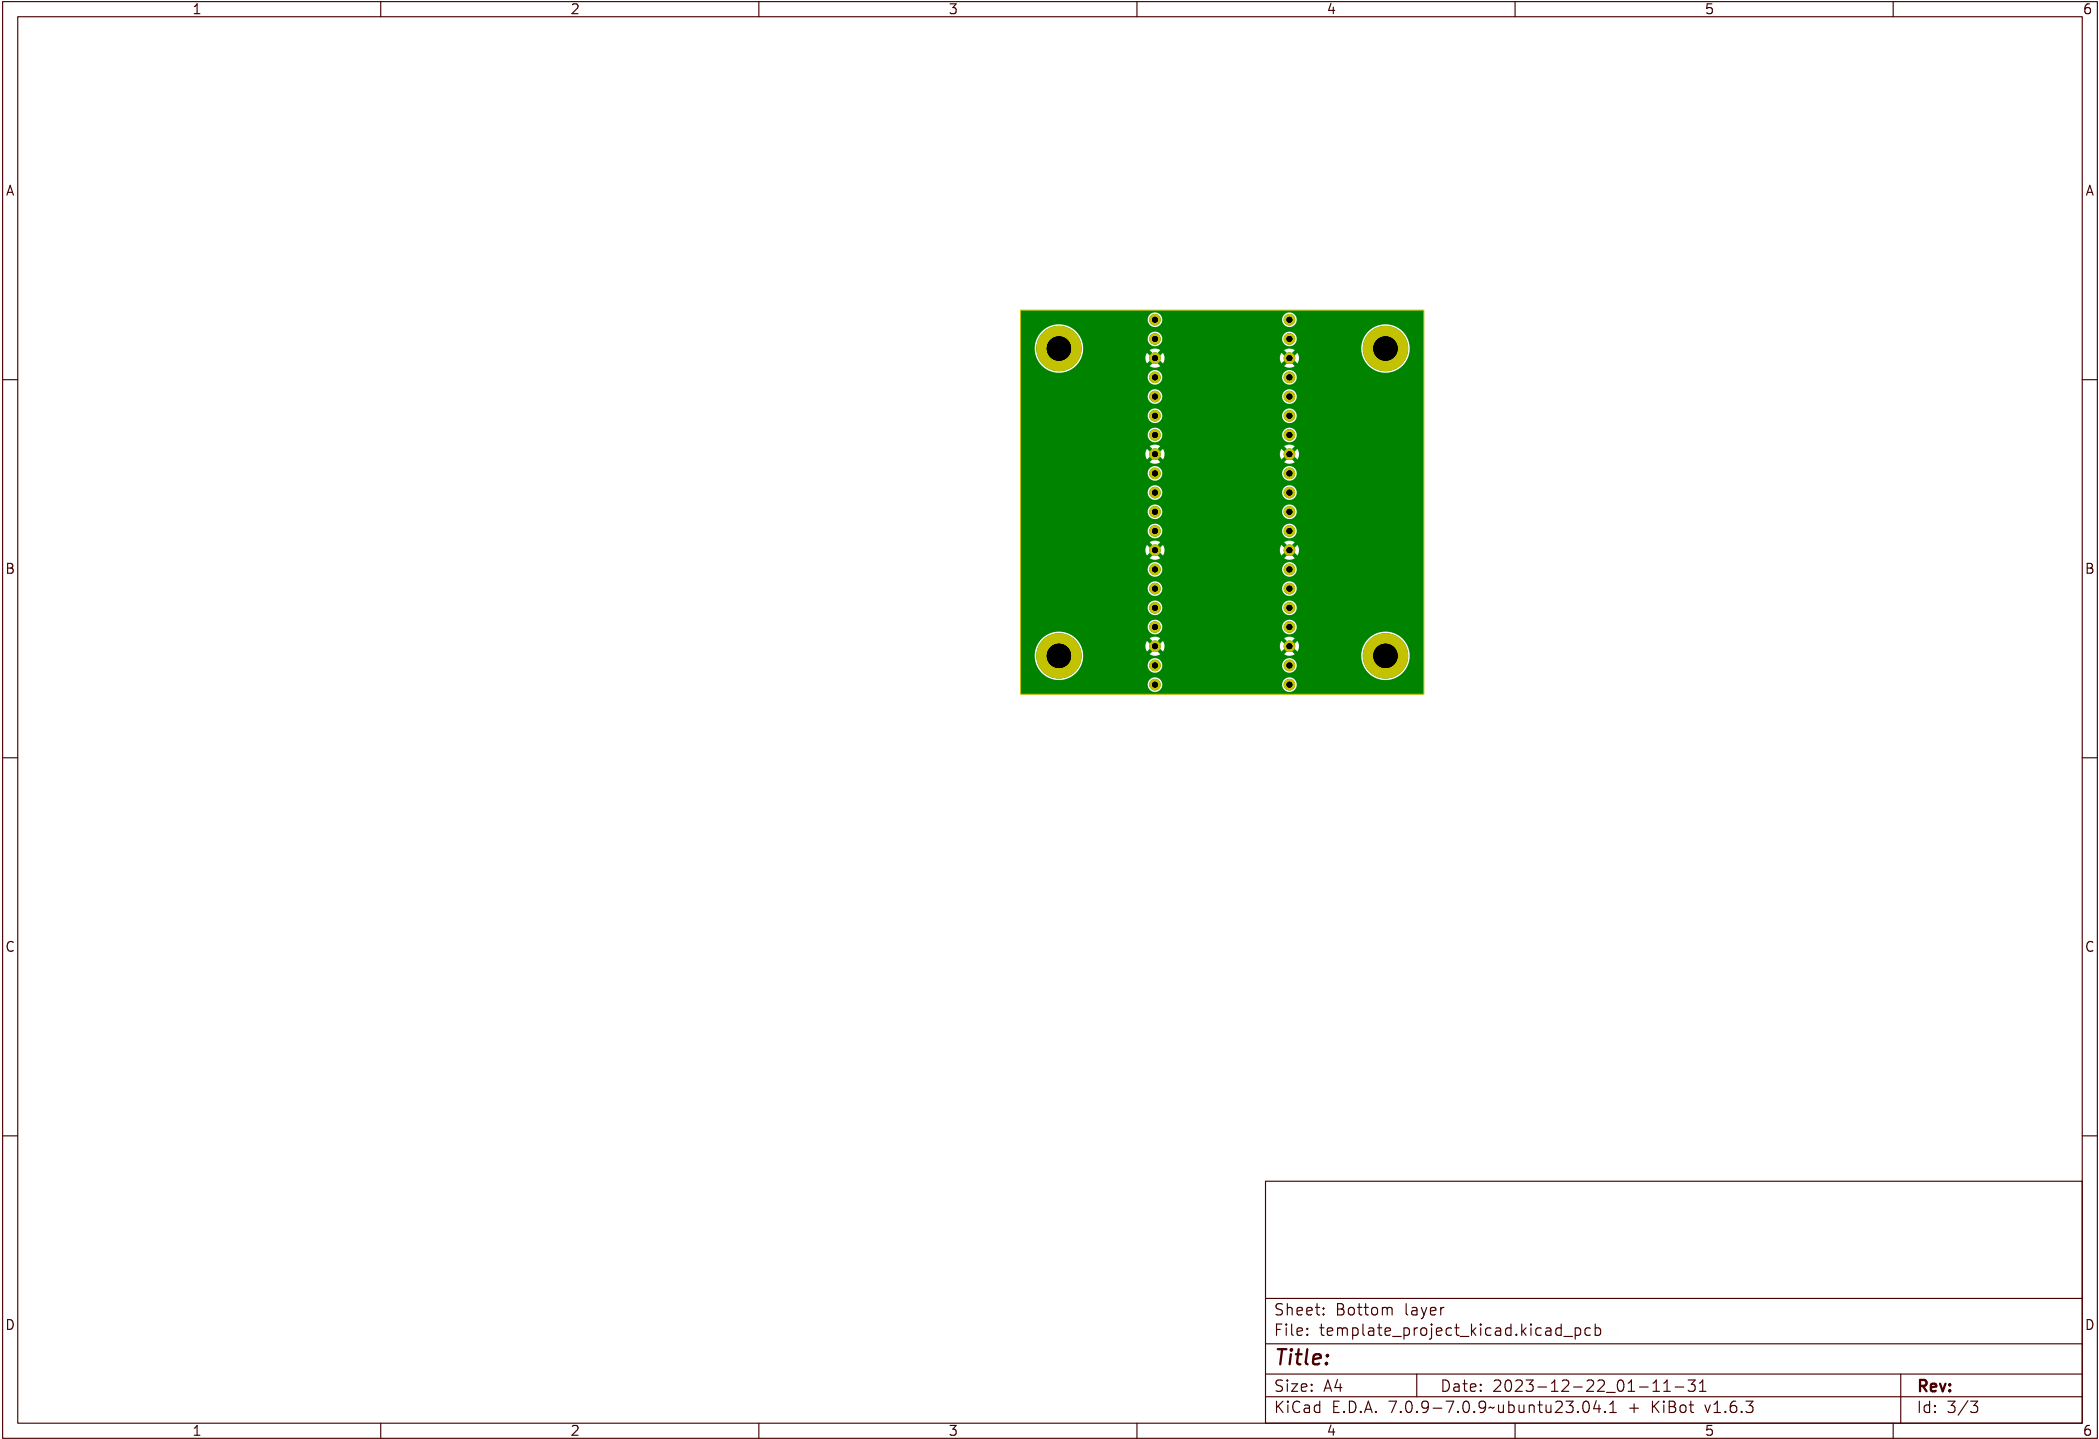 1 2 3 4 5 6
A A
B B
C C
Sheet: Bottom layer
D D
File: template_project_kicad.kicad_pcb
Title:
Size: A4 Date: 2023-12-22_01-11-31 Rev:
KiCad E.D.A. 7.0.9-7.0.9~ubuntu23.04.1 + KiBot v1.6.3 Id: 3/3
1 2 3 4 5 6